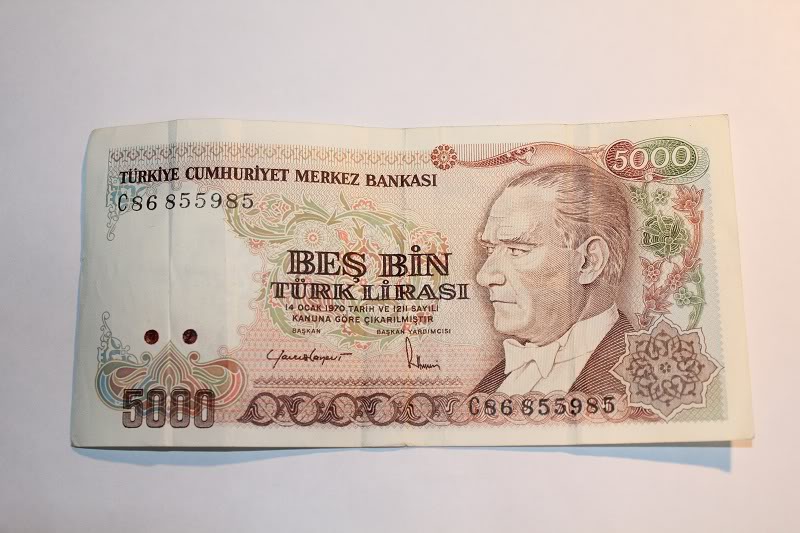 5000
TÜRKİYE CUMHURİYET MERKEZ BANKASI
C86 855985
BEŞ BİN
TÜRK LİRASI
14 OCAK 1970 TARİH VE 1211 SAYILI
KANUNA GÖRE ÇIKARILMIŞTIR
BAŞKAN BAŞKAN YARDIMCISI
5000
C86 855985